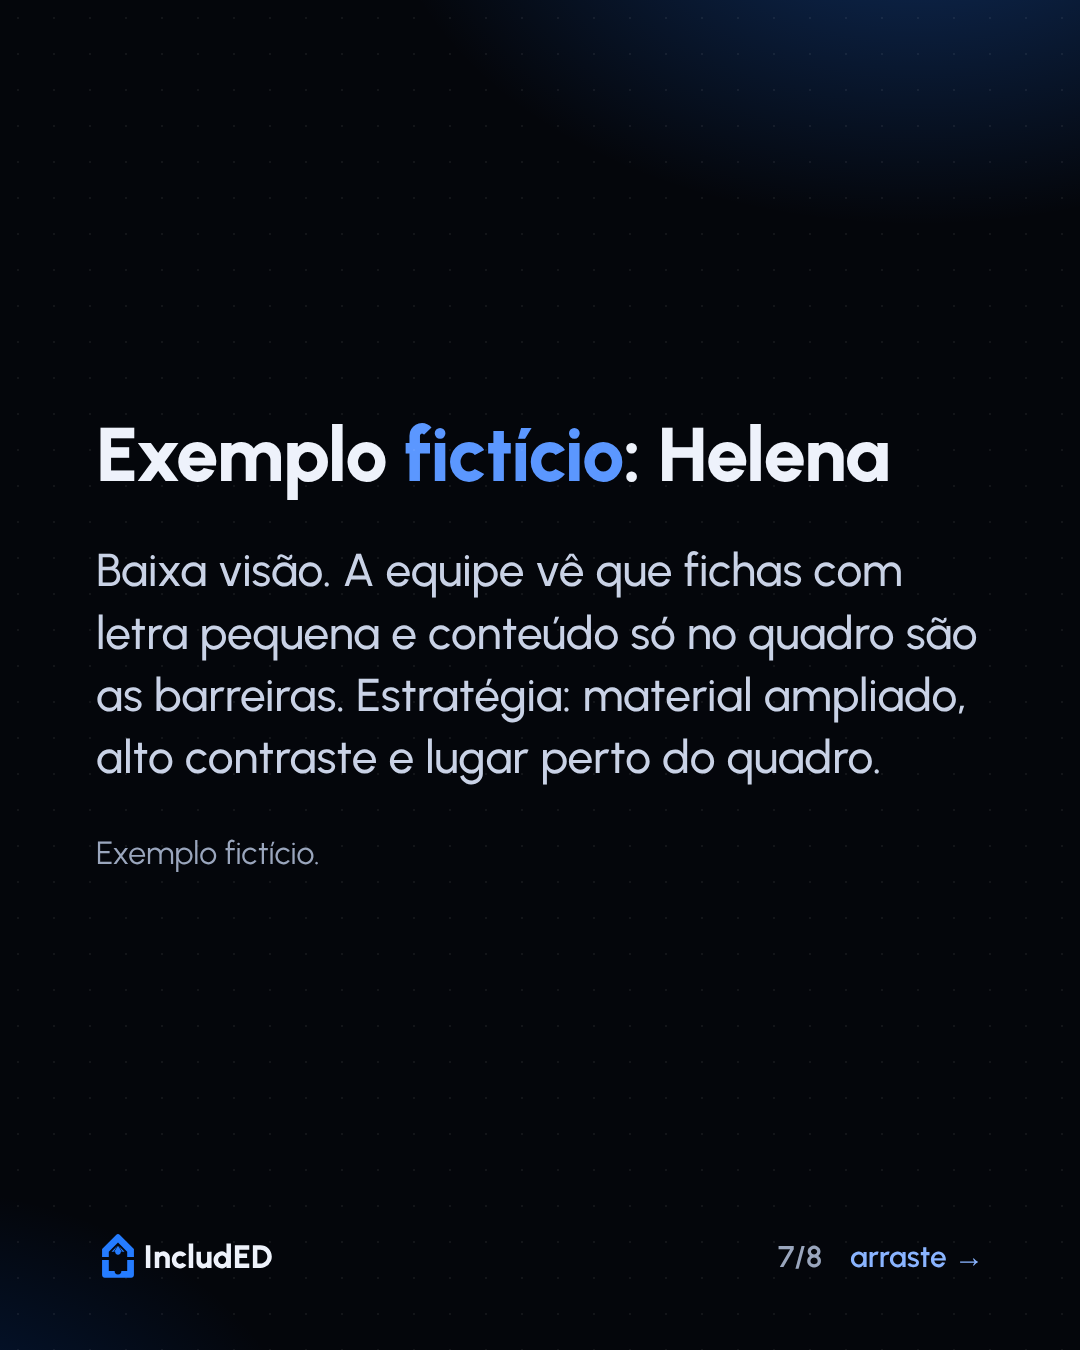 Exemplo fictício: Helena
Baixa visão. A equipe vê que fichas com
letra pequena e conteúdo só no quadro são
as barreiras. Estratégia: material ampliado,
alto contraste e lugar perto do quadro.
Exemplo fictício.
IncludED
7/8 arraste →